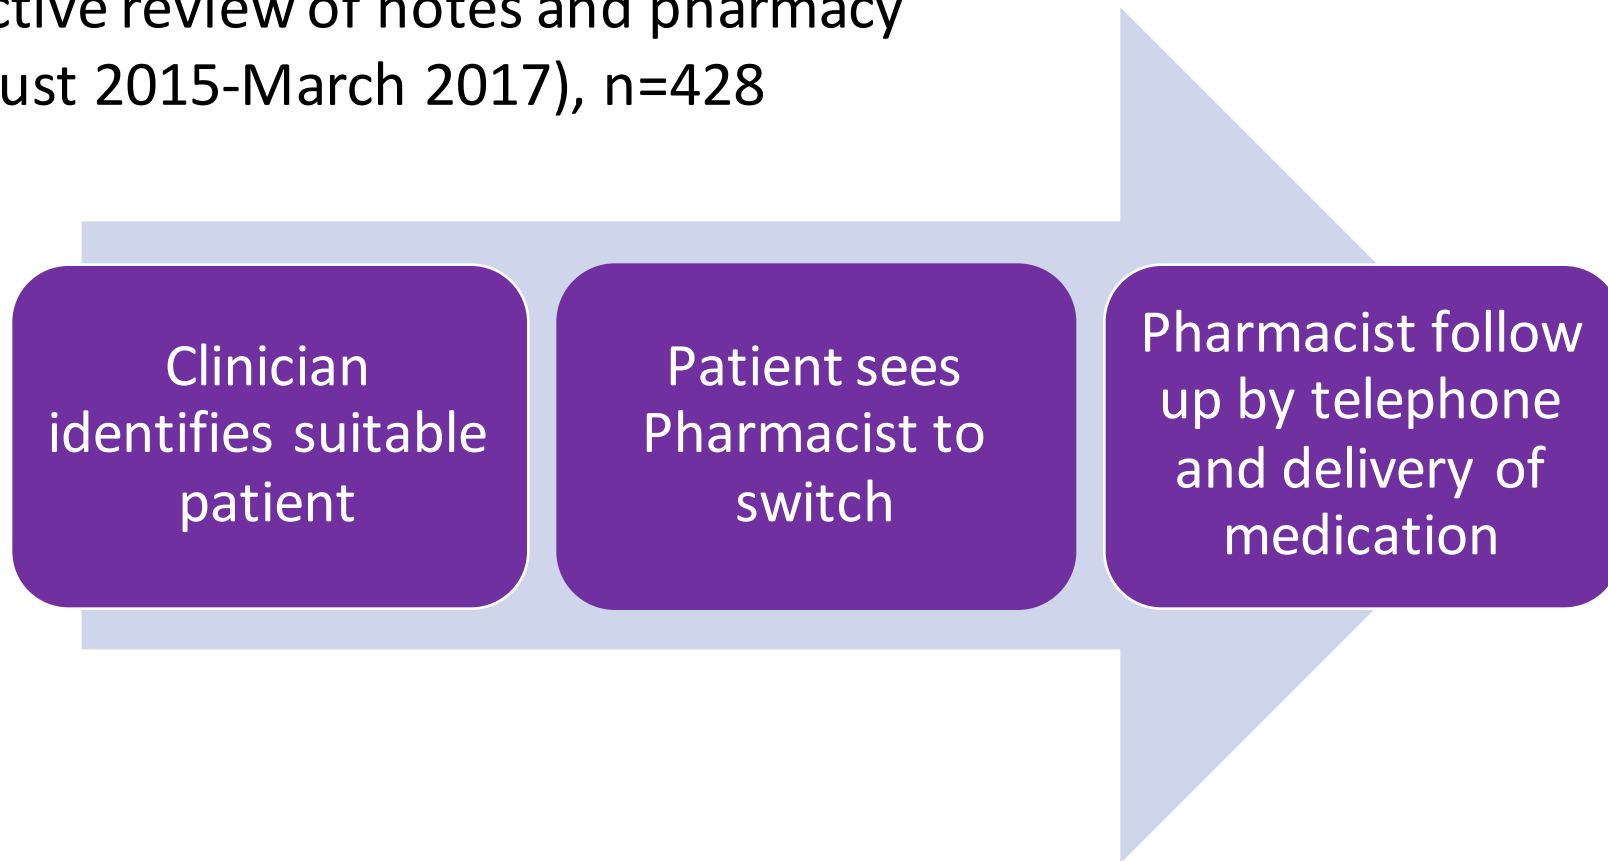 ctive review of notes and pharmacy
ust 2015-March 2017), n=428
Clinician
identifies suitable
patient
Patient sees
Pharmacist to
switch
Pharmacist follow
up by telephone
and delivery of
medication